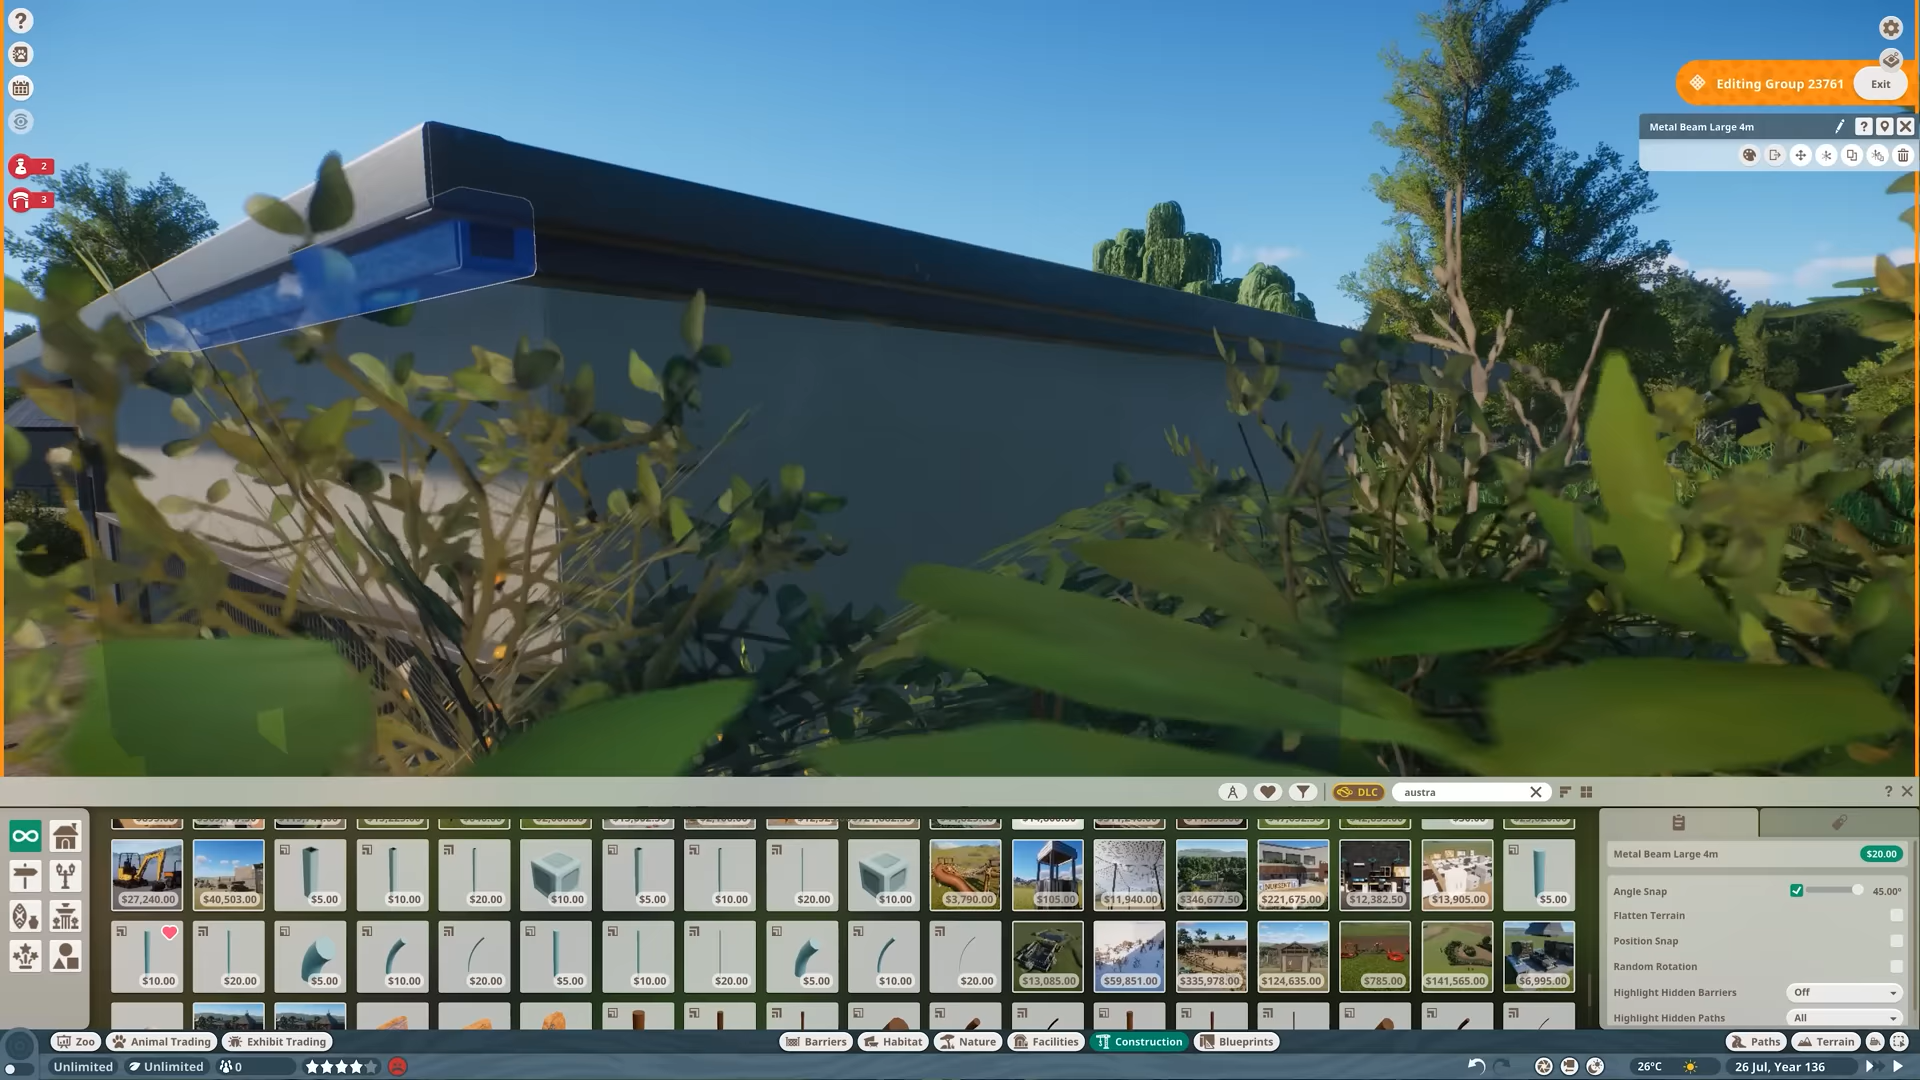 Editing Group 23761
Exit
Metal Beam Large 4m
2
3
DLC
austra
$27,240.00
$40,503.00
$5.00
$10.00
$20.00
$10.00
$5.00
$10.00
$20.00
$10.00
$3,790.00
$105.00
$11,940.00
$346,677.50
$221,675.00
$12,382.50
$13,905.00
$5.00
$10.00
$20.00
$5.00
$10.00
$20.00
$5.00
$10.00
$20.00
$5.00
$10.00
$20.00
$13,085.00
$59,851.00
$335,978.00
$124,635.00
$785.00
$141,565.00
$6,995.00
Metal Beam Large 4m
$20.00
Angle Snap
45.00°
Flatten Terrain
Position Snap
Random Rotation
Highlight Hidden Barriers
Off
Highlight Hidden Paths
All
Zoo
Animal Trading
Exhibit Trading
Barriers
Habitat
Nature
Facilities
Construction
Blueprints
Paths
Terrain
Unlimited
Unlimited
0
26°C
26 Jul, Year 136